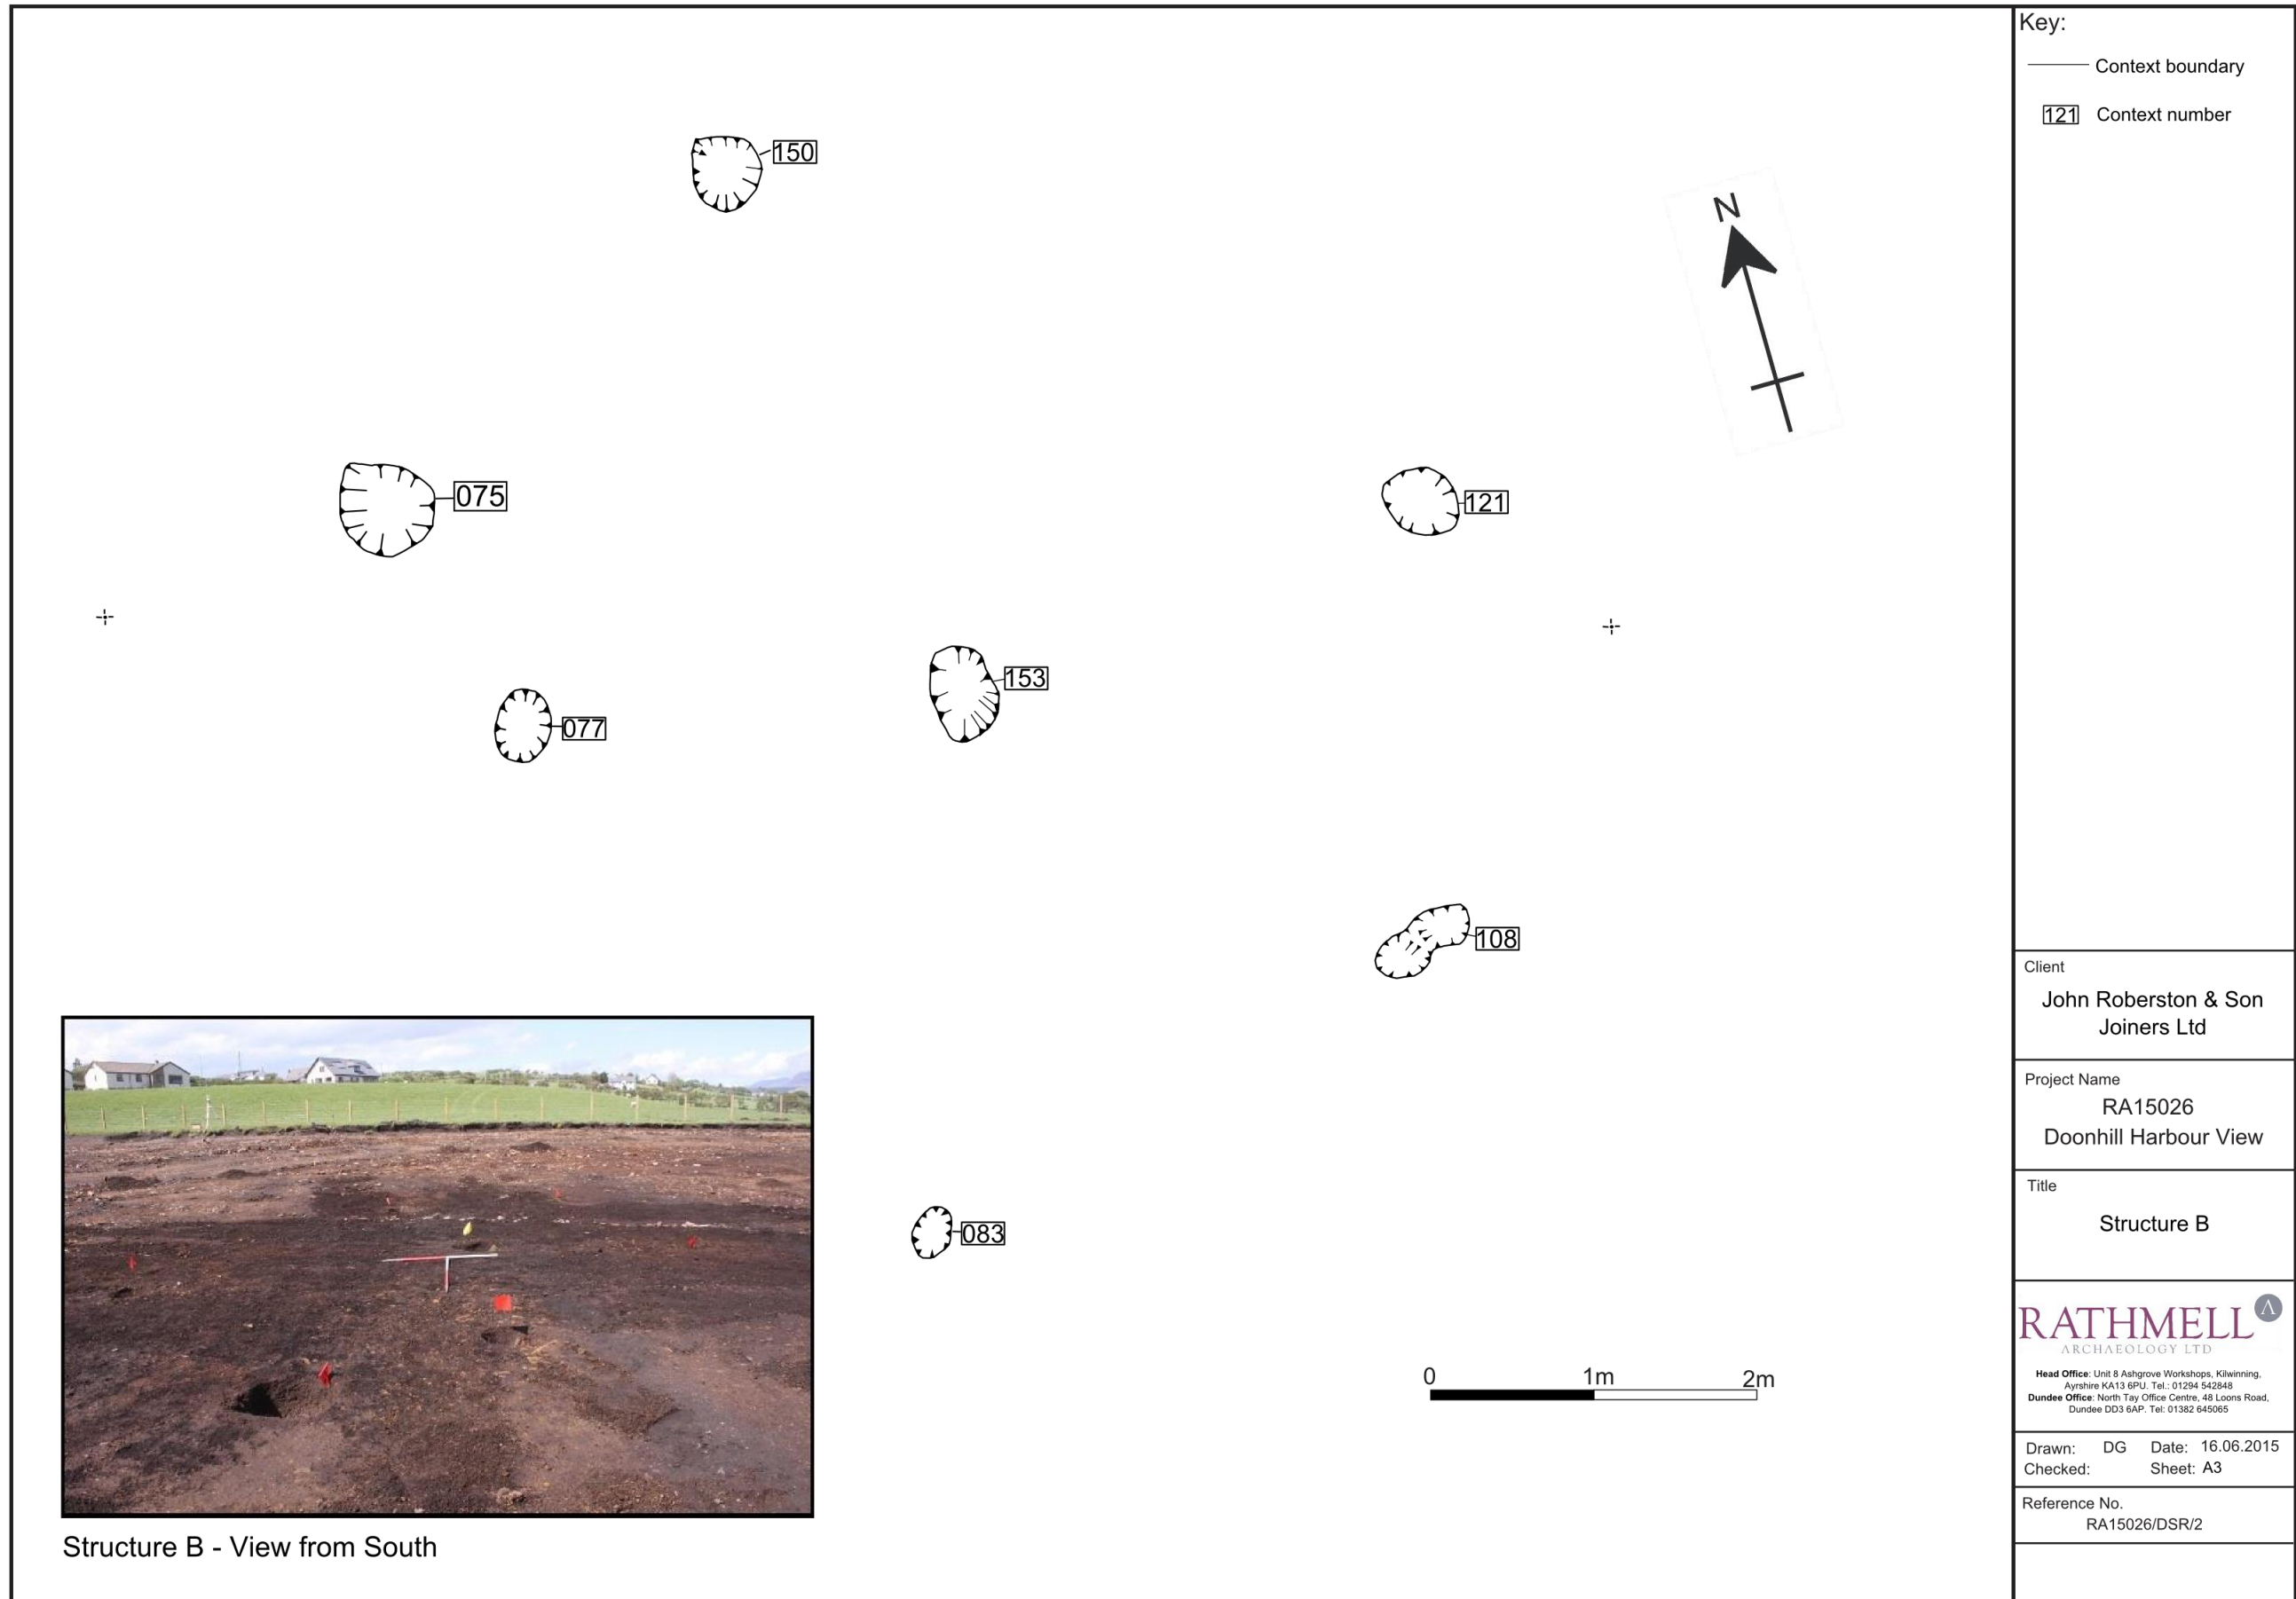 150
N
075
121
153
077
108
083
0 1m 2m
Structure B - View from South
Key:
Context boundary
121 Context number
Client
John Roberston & Son
Joiners Ltd
Project Name
RA15026
Doonhill Harbour View
Title
Structure B
RATHMELL Λ
ARCHAEOLOGY LTD
Head Office: Unit 8 Ashgrove Workshops, Kilwinning,
Ayrshire KA13 6PU. Tel.: 01294 542848
Dundee Office: North Tay Office Centre, 48 Loons Road,
Dundee DD3 6AP. Tel: 01382 645065
Drawn: DG Date: 16.06.2015
Checked: Sheet: A3
Reference No.
RA15026/DSR/2